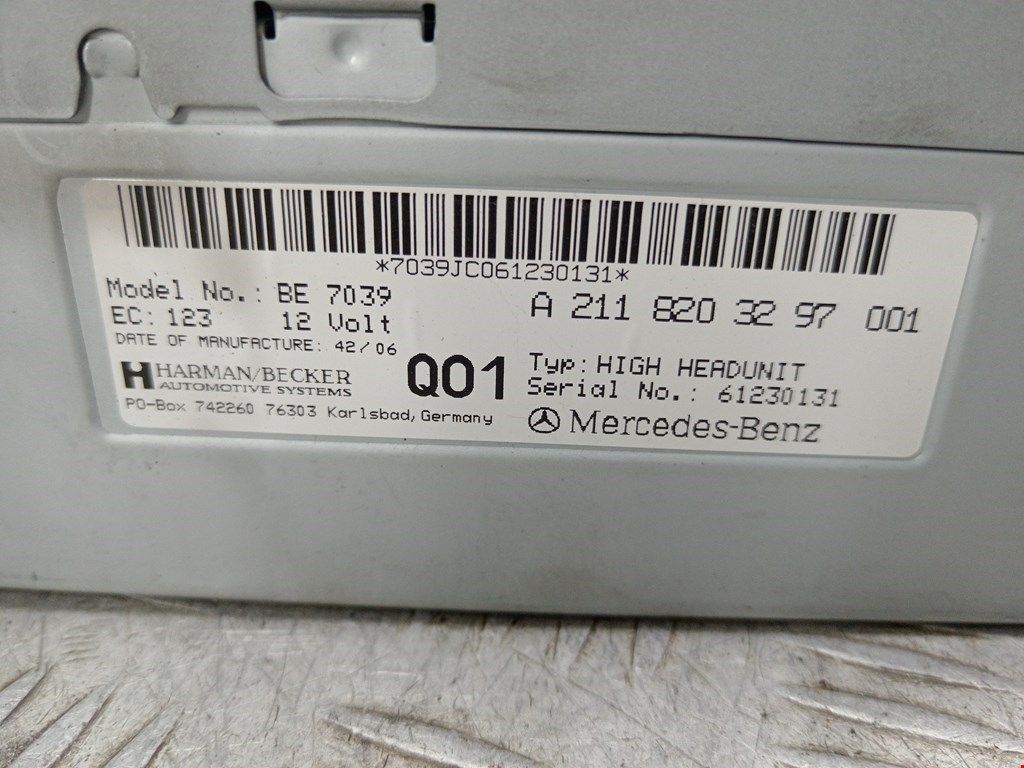 *7039JC061230131*
Model No.: BE 7039
A 211 820 32 97 001
EC: 123 12 Volt
DATE OF MANUFACTURE: 42/06
HARMAN/BECKER
AUTOMOTIVE SYSTEMS
PO-Box 742260 76303 Karlsbad, Germany
Q01
Typ: HIGH HEADUNIT
Serial No.: 61230131
Mercedes-Benz